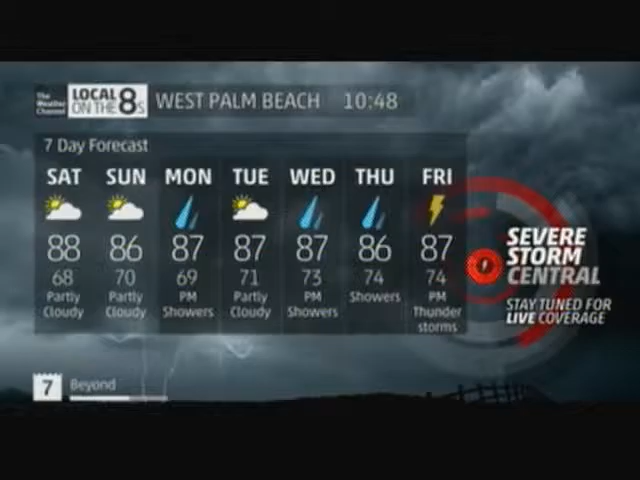 The Weather Channel
LOCAL ON THE 8s
WEST PALM BEACH 10:48
7 Day Forecast
SAT SUN MON TUE WED THU FRI
88 86 87 87 87 86 87
68 70 69 71 73 74 74
Partly Partly PM Partly PM Showers PM
Cloudy Cloudy Showers Cloudy Showers Thunder
storms
SEVERE
STORM
CENTRAL
STAY TUNED FOR
LIVE COVERAGE
7 Beyond